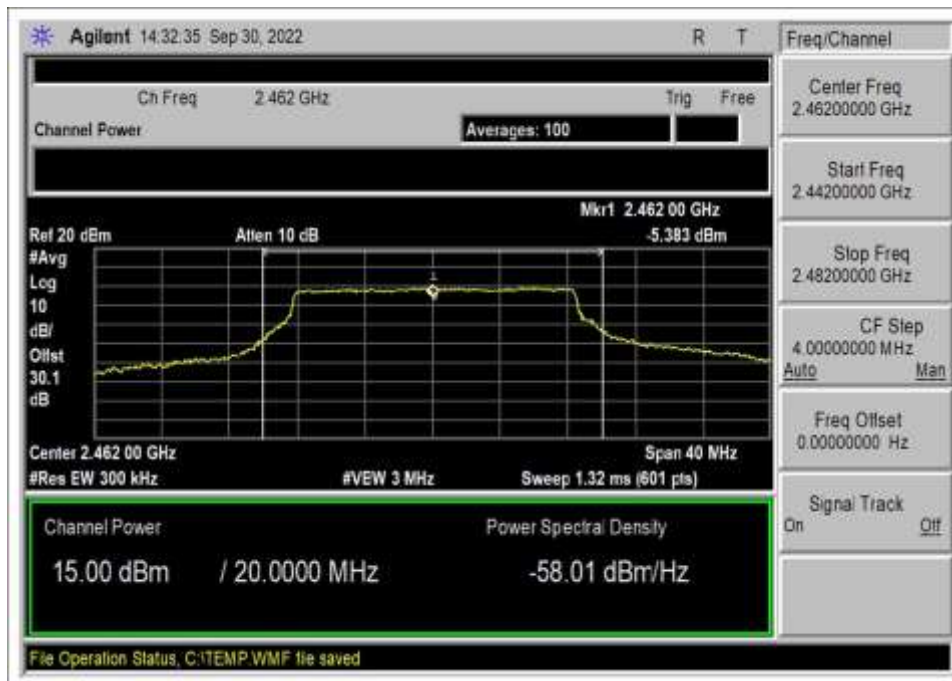 Agilent 14:32:35 Sep 30, 2022 R T
Ch Freq 2.462 GHz Trig Free
Channel Power Averages: 100
Mkr1 2.462 00 GHz
Ref 20 dBm Atten 10 dB -5.383 dBm
#Avg
Log
10
dB/
Offst
30.1
dB
1
Center 2.462 00 GHz Span 40 MHz
#Res BW 300 kHz #VBW 3 MHz Sweep 1.32 ms (601 pts)
Channel Power Power Spectral Density
15.00 dBm / 20.0000 MHz -58.01 dBm/Hz
File Operation Status, C:\TEMP.WMF file saved
Freq/Channel
Center Freq
2.46200000 GHz
Start Freq
2.44200000 GHz
Stop Freq
2.48200000 GHz
CF Step
4.00000000 MHz
Auto Man
Freq Offset
0.00000000 Hz
Signal Track
On Off